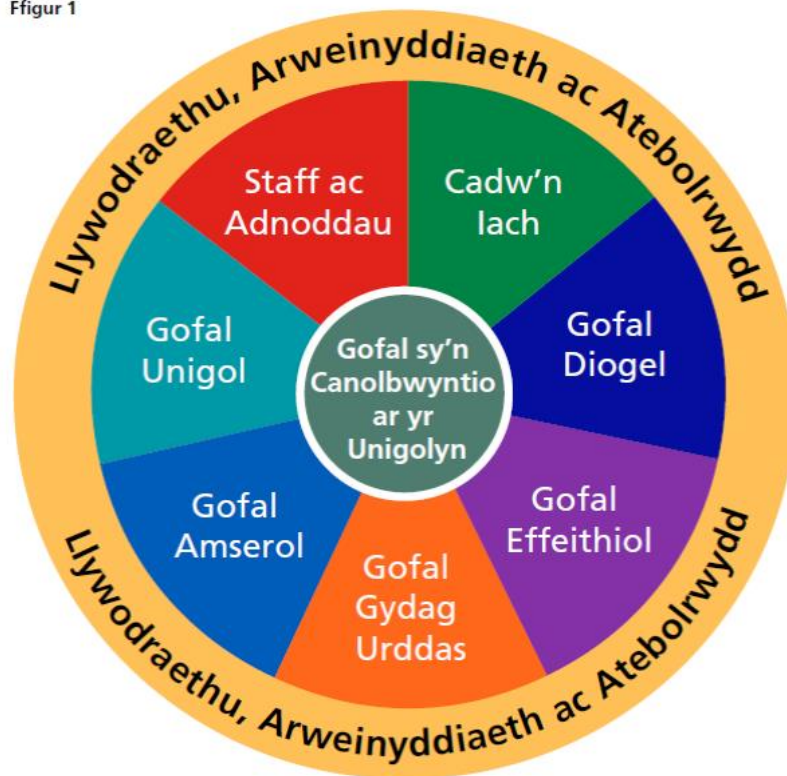 Ffigur 1
Llywodraethu, Arweinyddiaeth ac Atebolrwydd
Staff ac
Adnoddau
Cadw'n
Iach
Gofal
Unigol
Gofal
Diogel
Gofal sy'n
Canolbwyntio
ar yr
Unigolyn
Gofal
Amserol
Gofal
Effeithiol
Gofal
Gydag
Urddas
Llywodraethu, Arweinyddiaeth ac Atebolrwydd